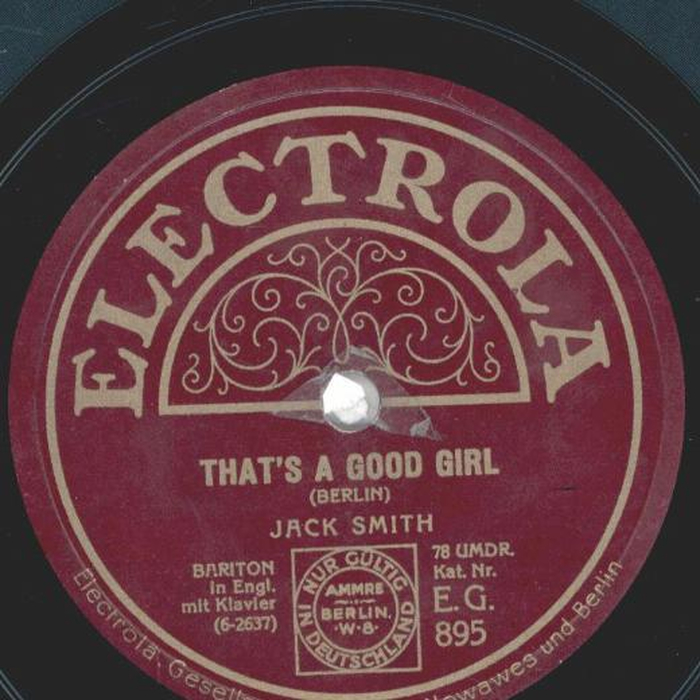 ELECTROLA
THAT'S A GOOD GIRL
(BERLIN)
JACK SMITH
BARITON
in Engl.
mit Klavier
(6-2637)
NUR GÜLTIG
IN DEUTSCHLAND
AMMRE
BERLIN.
·W·8·
78 UMDR.
Kat. Nr.
E.G.
895
Electrola, Gesell
Nowawes und Berlin